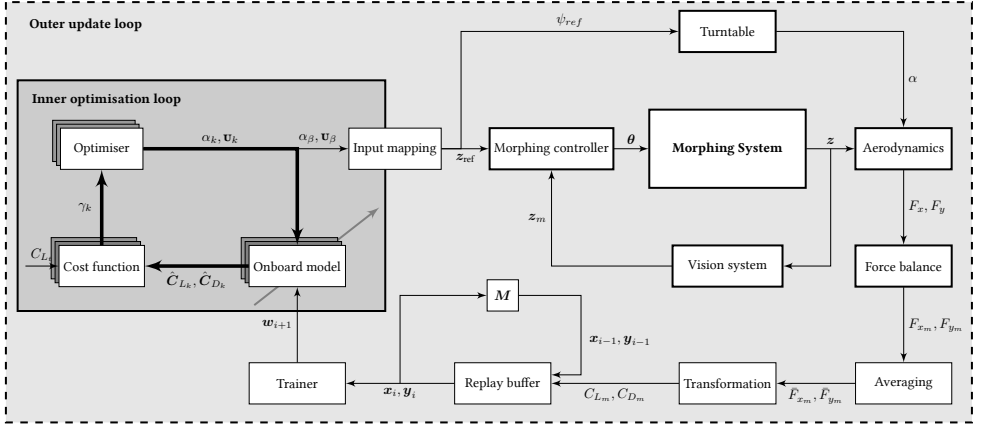 Outer update loop
ψ_ref
Turntable
α
Inner optimisation loop
Optimiser
α_k, υ_k
α_β, υ_β
Input mapping
z_ref
Morphing controller
θ
Morphing System
z
Aerodynamics
γ_k
z_m
F_x, F_y
C_L
Cost function
Ĉ_{L_k}, Ĉ_{D_k}
Onboard model
Vision system
Force balance
M
w_{i+1}
x_{i−1}, y_{i−1}
F_{x_m}, F_{y_m}
Trainer
x_i, y_i
Replay buffer
C_{L_m}, C_{D_m}
Transformation
F̄_{x_m}, F̄_{y_m}
Averaging